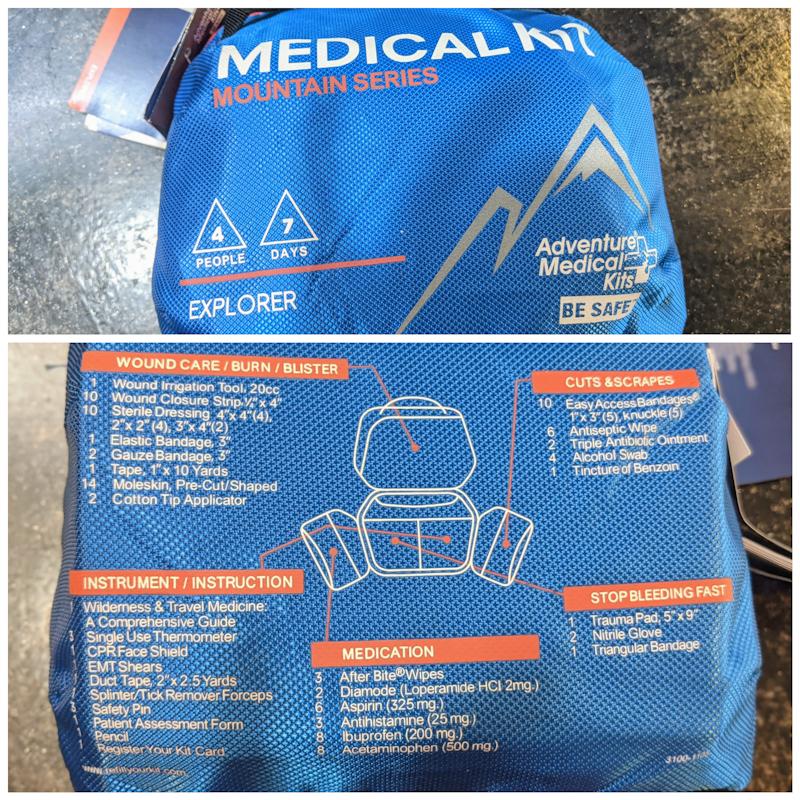 MEDICAL KIT
MOUNTAIN SERIES
4
PEOPLE
7
DAYS
EXPLORER
Adventure
Medical
Kits
BE SAFE
WOUND CARE / BURN / BLISTER
1 Wound Irrigation Tool, 20cc
10 Wound Closure Strip ¼" x 4"
10 Sterile Dressing 4"x 4"(4),
2"x 2"(4), 3"x 4"(2)
1 Elastic Bandage, 3"
2 Gauze Bandage, 3"
1 Tape, 1" x 10 Yards
14 Moleskin, Pre-Cut/Shaped
2 Cotton Tip Applicator
CUTS & SCRAPES
10 Easy Access Bandages®
1"x 3"(5), knuckle (5)
6 Antiseptic Wipe
2 Triple Antibiotic Ointment
4 Alcohol Swab
1 Tincture of Benzoin
INSTRUMENT / INSTRUCTION
1 Wilderness & Travel Medicine:
A Comprehensive Guide
3 Single Use Thermometer
1 CPR Face Shield
1 EMT Shears
1 Duct Tape, 2" x 2.5 Yards
1 Splinter/Tick Remover Forceps
3 Safety Pin
1 Patient Assessment Form
1 Pencil
1 Register Your Kit Card
www.refillyourkit.com
MEDICATION
3 After Bite® Wipes
2 Diamode (Loperamide HCl 2mg.)
6 Aspirin (325 mg.)
3 Antihistamine (25 mg.)
8 Ibuprofen (200 mg.)
8 Acetaminophen (500 mg.)
STOP BLEEDING FAST
1 Trauma Pad, 5" x 9"
2 Nitrile Glove
1 Triangular Bandage